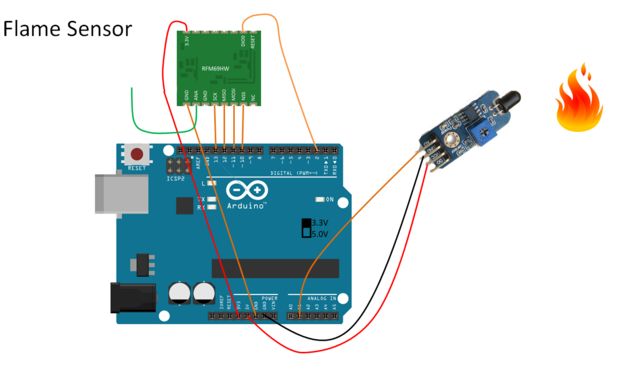 Flame Sensor
3.3V
DIO0
RESET
RFM69HW
GND
ANA
GND
SCK
MISO
MOSI
NSS
NC
RESET
ICSP2
AREF
GND
13
12
11
10
9
8
7
6
5
4
3
2
TX▶1
RX◀0
DIGITAL (PWM=~)
L
TX
RX
Arduino™
ON
3.3V
5.0V
POWER
ANALOG IN
IOREF
RESET
3V3
5V
GND
GND
VIN
A0
A1
A2
A3
A4
A5